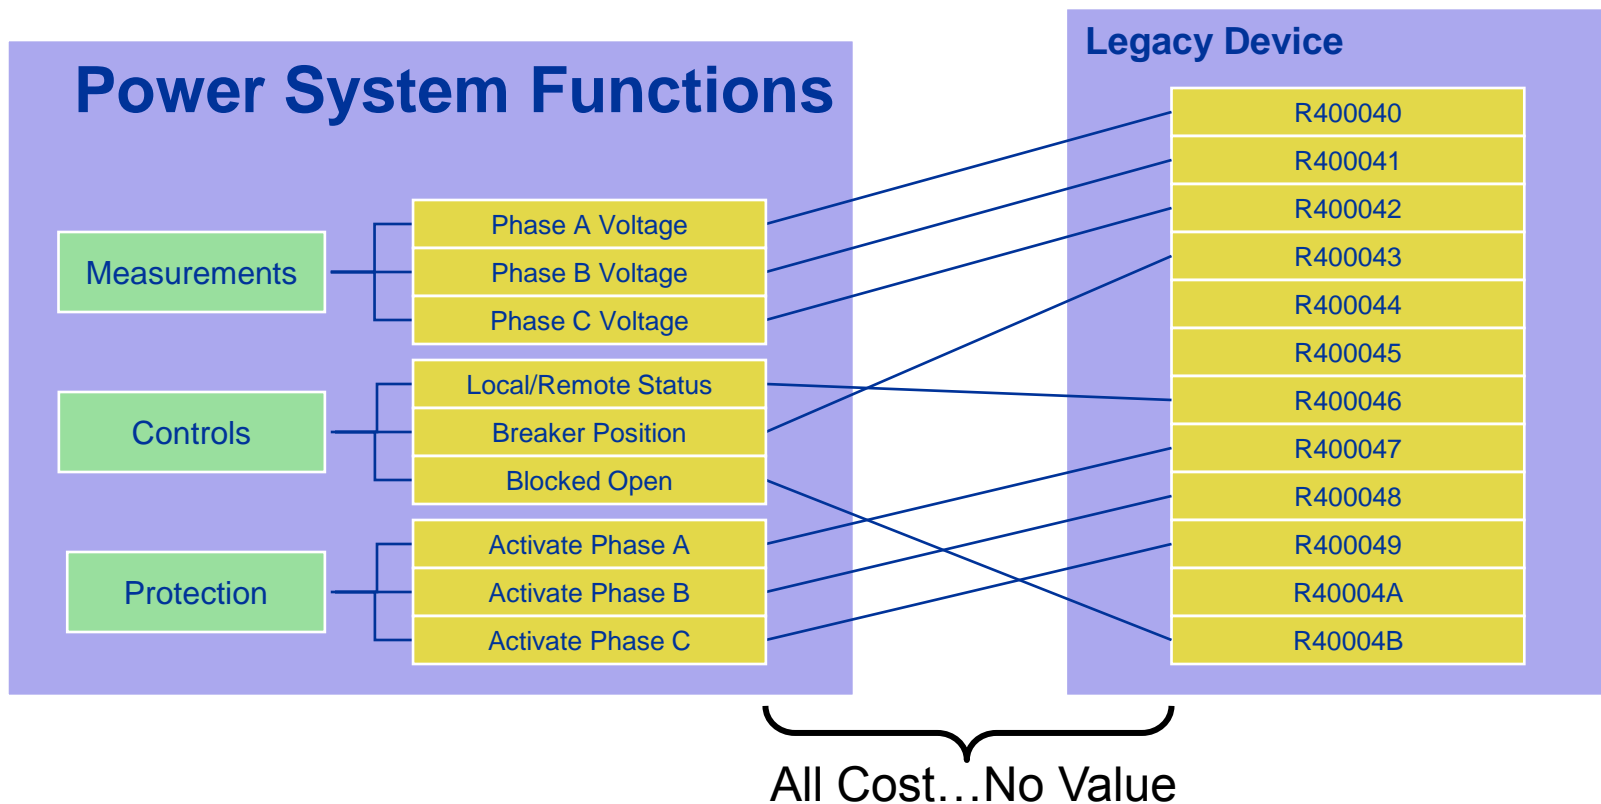 Power System Functions
Measurements
Phase A Voltage
Phase B Voltage
Phase C Voltage
Controls
Local/Remote Status
Breaker Position
Blocked Open
Protection
Activate Phase A
Activate Phase B
Activate Phase C
Legacy Device
R400040
R400041
R400042
R400043
R400044
R400045
R400046
R400047
R400048
R400049
R40004A
R40004B
All Cost…No Value